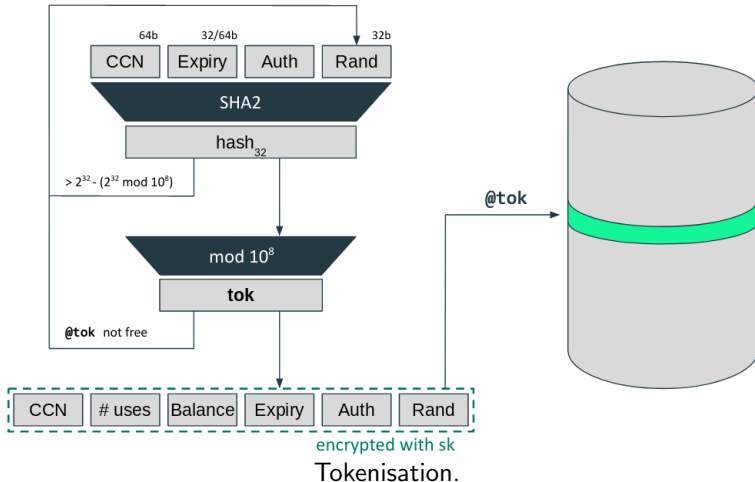 64b 32/64b 32b
CCN Expiry Auth Rand
SHA2
hash₃₂
> 2³² - (2³² mod 10⁸)
@tok
mod 10⁸
tok
@tok not free
CCN # uses Balance Expiry Auth Rand
encrypted with sk
Tokenisation.